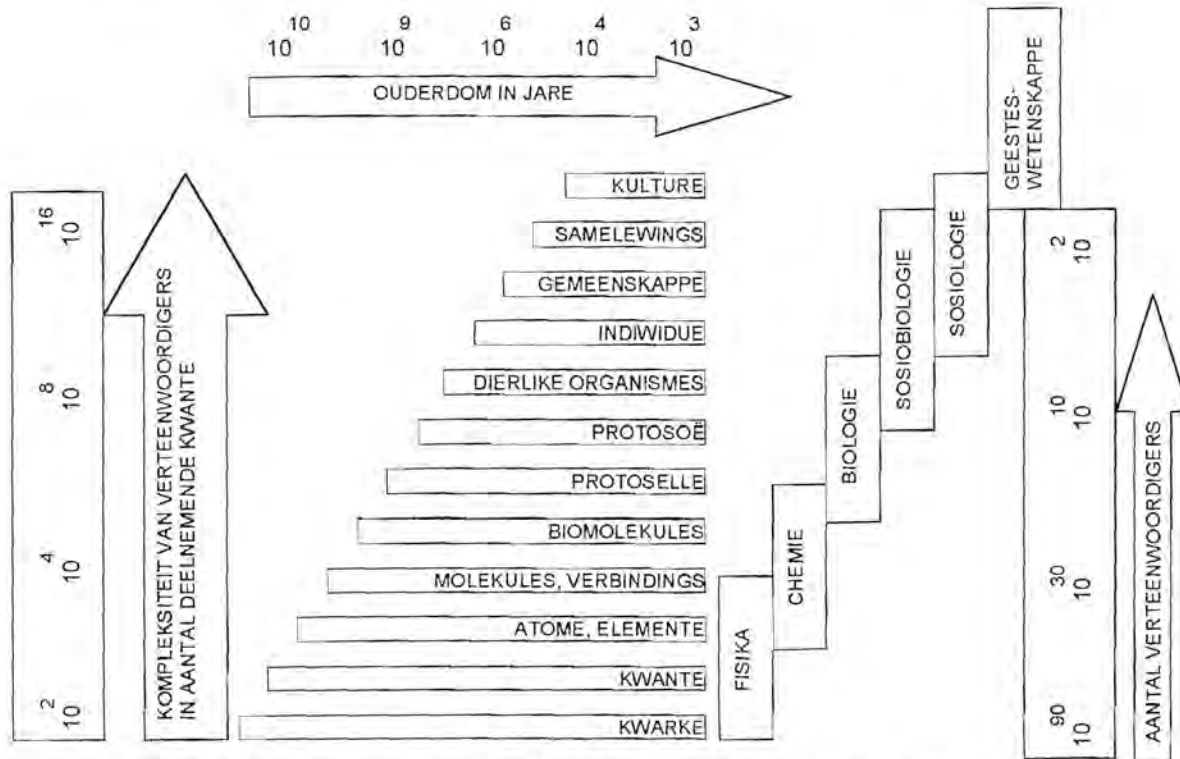 10 9 6 4 3
10 10 10 10 10
OUDERDOM IN JARE
KULTURE
SAMELEWINGS
GEMEENSKAPPE
INDIWIDUE
DIERLIKE ORGANISMES
PROTOSOË
PROTOSELLE
BIOMOLEKULES
MOLEKULES, VERBINDINGS
ATOME, ELEMENTE
KWANTE
KWARKE
16
10
8
10
4
10
2
10
KOMPLEKSITEIT VAN VERTEENWOORDIGERS
IN AANTAL DEELNEMENDE KWANTE
FISIKA
CHEMIE
BIOLOGIE
SOSIOBIOLOGIE
SOSIOLOGIE
GEESTES-
WETENSKAPPE
2
10
10
10
30
10
90
10
AANTAL VERTEENWOORDIGERS